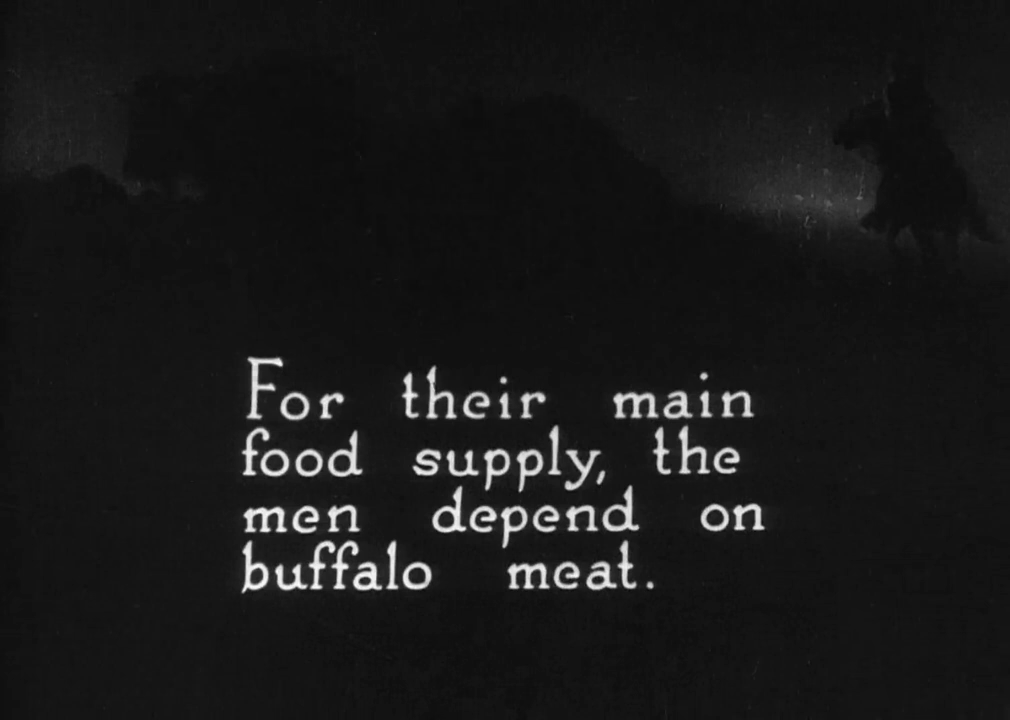 For their main
food supply, the
men depend on
buffalo meat.